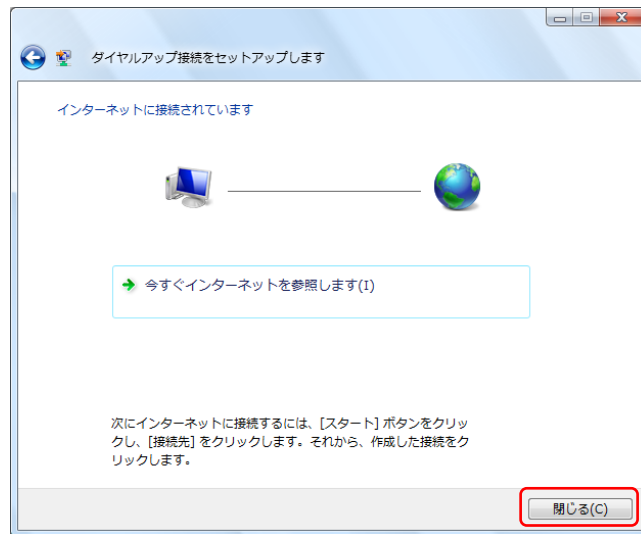 ダイヤルアップ接続をセットアップします
インターネットに接続されています
今すぐインターネットを参照します(I)
次にインターネットに接続するには、[スタート] ボタンをクリッ
クし、[接続先] をクリックします。それから、作成した接続をク
リックします。
閉じる(C)